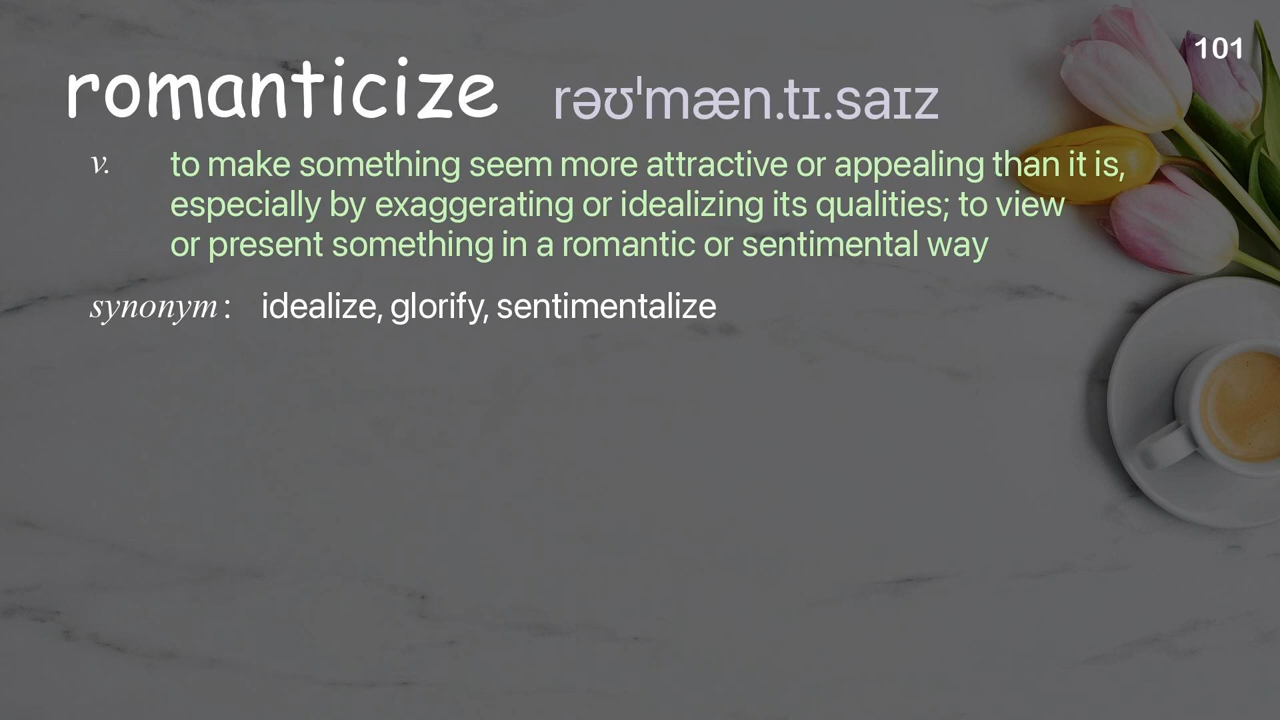 101
romanticize rəʊˈmæn.tɪ.saɪz
v. to make something seem more attractive or appealing than it is,
especially by exaggerating or idealizing its qualities; to view
or present something in a romantic or sentimental way
synonym : idealize, glorify, sentimentalize